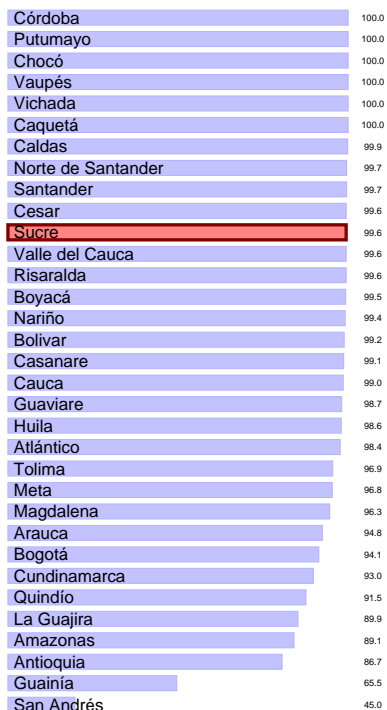 Córdoba 100.0
Putumayo 100.0
Chocó 100.0
Vaupés 100.0
Vichada 100.0
Caquetá 100.0
Caldas 99.9
Norte de Santander 99.7
Santander 99.7
Cesar 99.6
Sucre 99.6
Valle del Cauca 99.6
Risaralda 99.6
Boyacá 99.5
Nariño 99.4
Bolivar 99.2
Casanare 99.1
Cauca 99.0
Guaviare 98.7
Huila 98.6
Atlántico 98.4
Tolima 96.9
Meta 96.8
Magdalena 96.3
Arauca 94.8
Bogotá 94.1
Cundinamarca 93.0
Quindío 91.5
La Guajira 89.9
Amazonas 89.1
Antioquia 86.7
Guainía 65.5
San Andrés 45.0